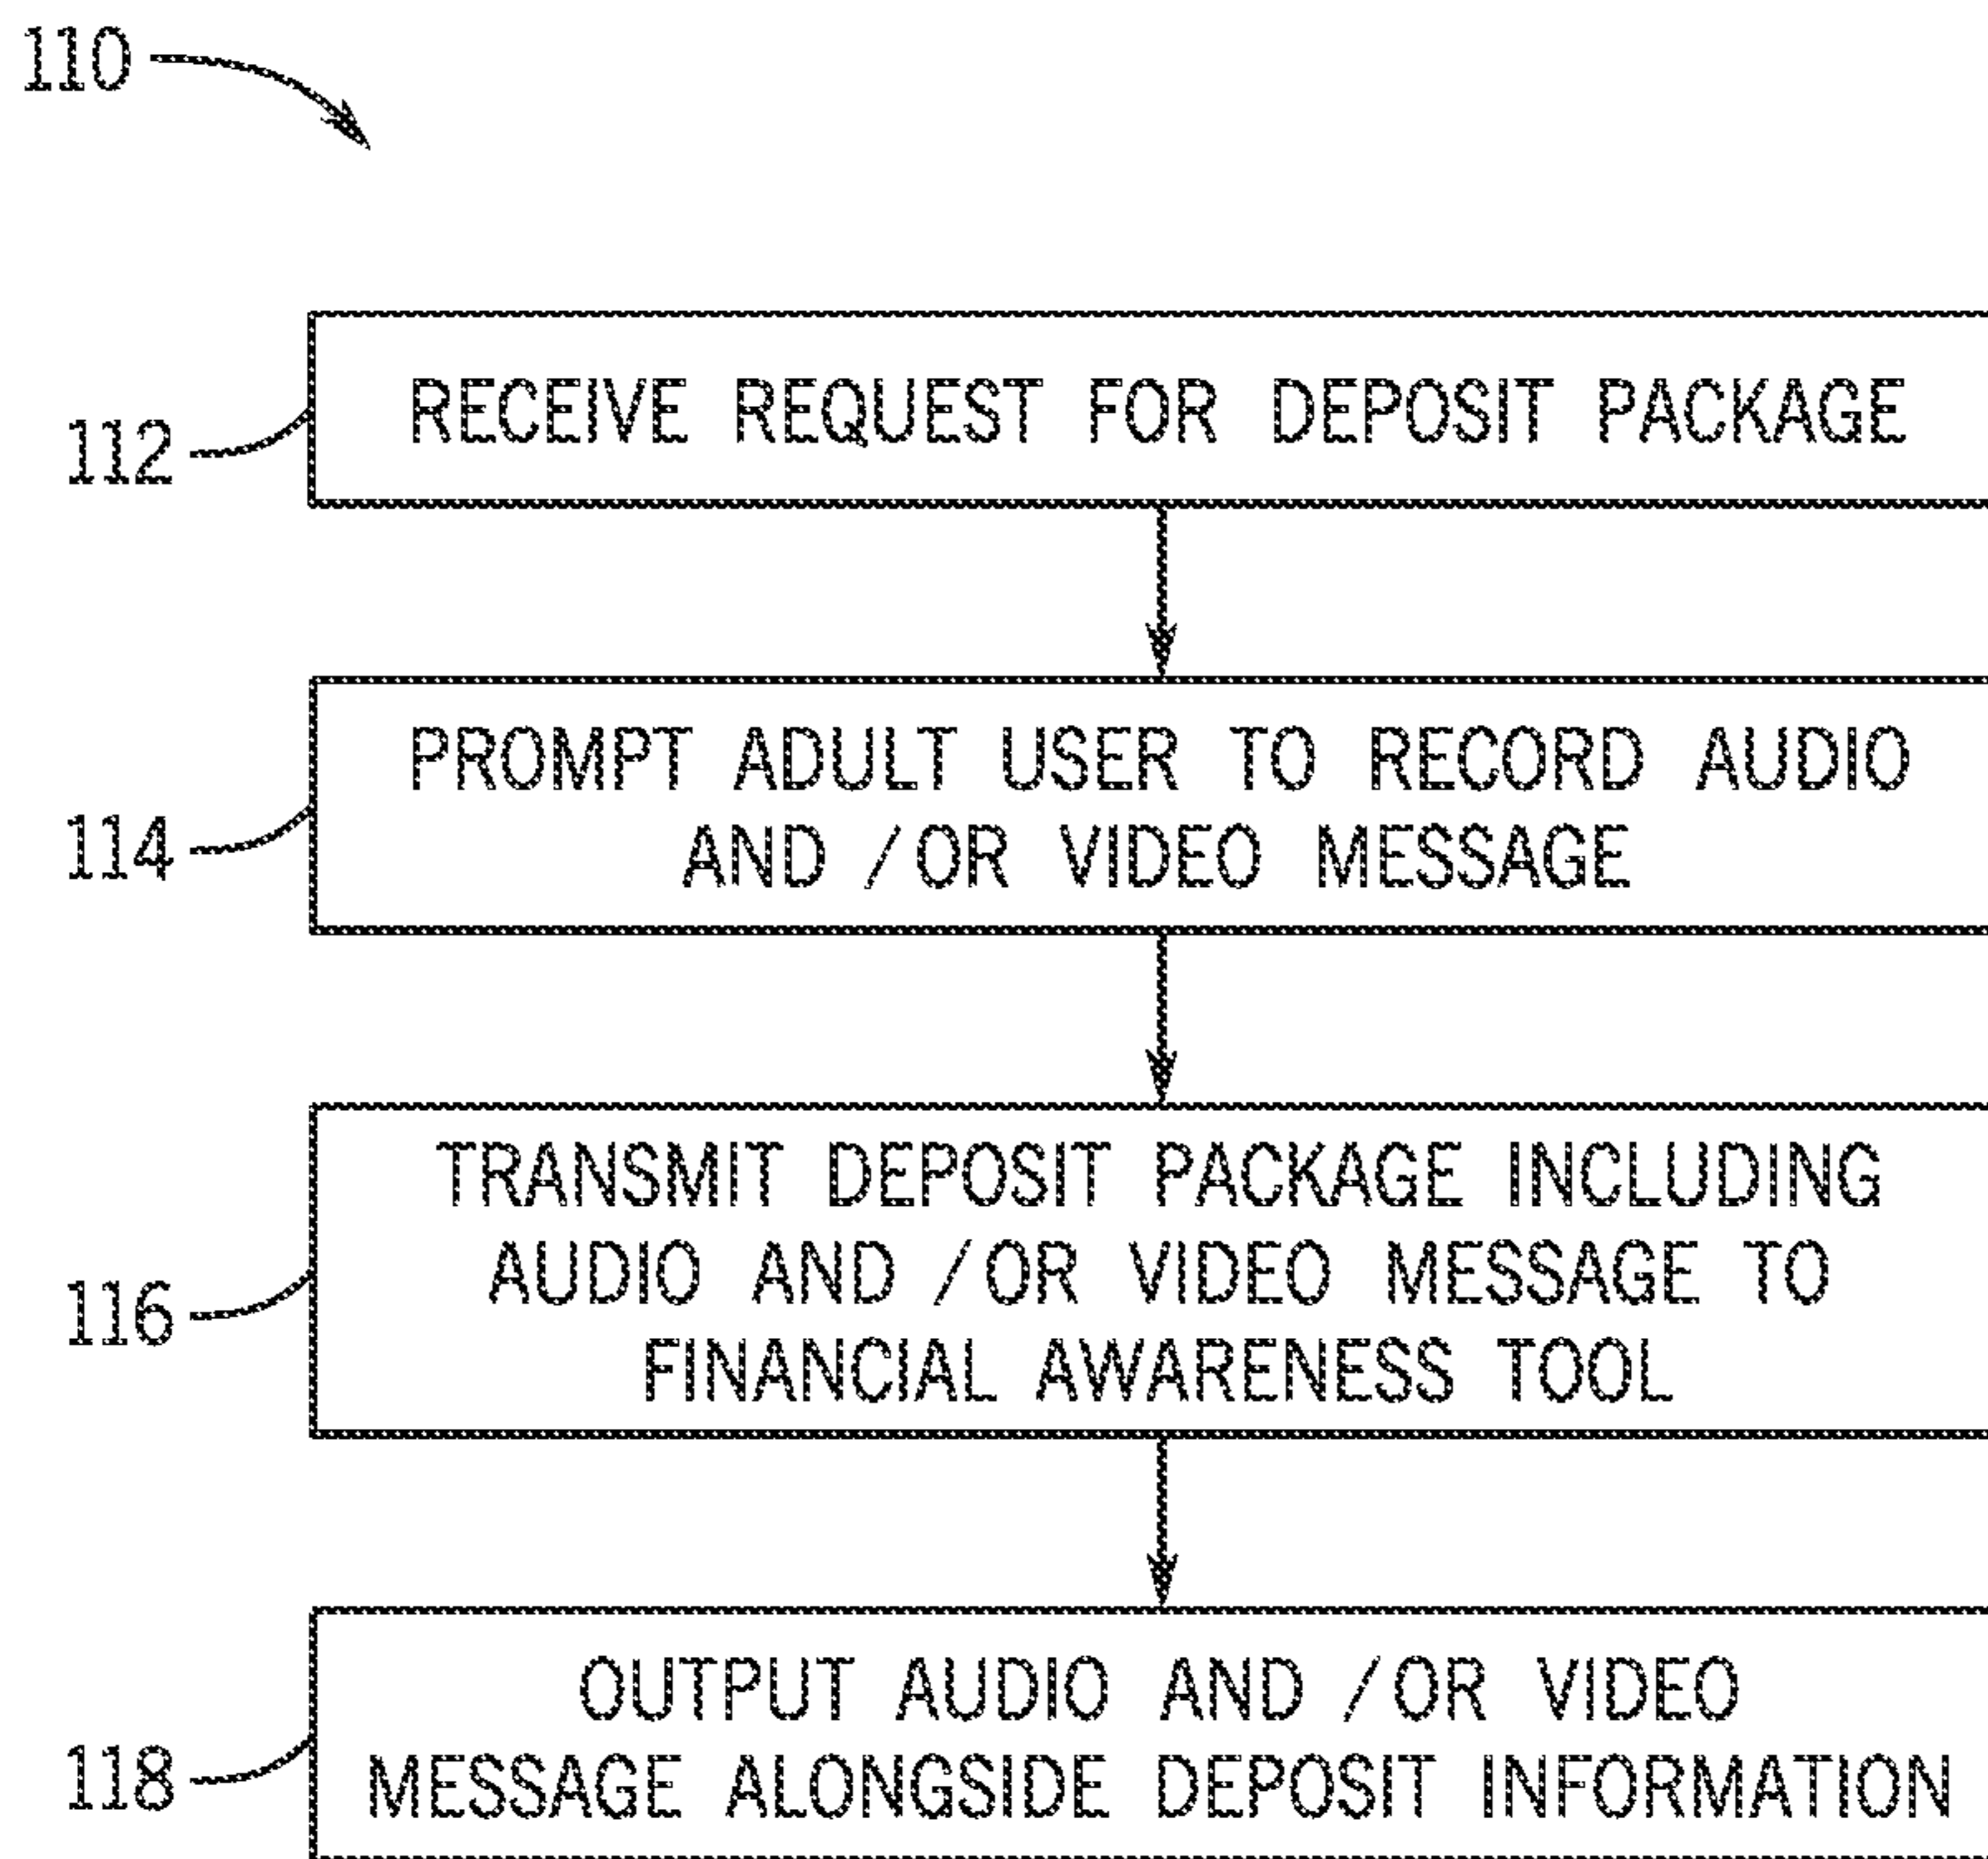 110
112
RECEIVE REQUEST FOR DEPOSIT PACKAGE
114
PROMPT ADULT USER TO RECORD AUDIO
AND /OR VIDEO MESSAGE
116
TRANSMIT DEPOSIT PACKAGE INCLUDING
AUDIO AND /OR VIDEO MESSAGE TO
FINANCIAL AWARENESS TOOL
118
OUTPUT AUDIO AND /OR VIDEO
MESSAGE ALONGSIDE DEPOSIT INFORMATION